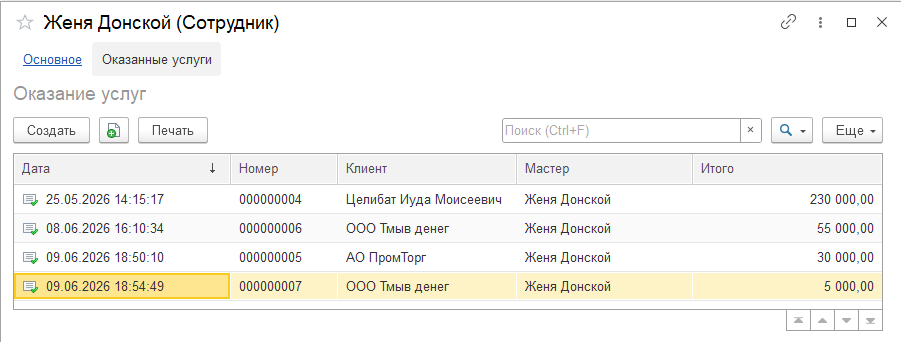 Женя Донской (Сотрудник)
Основное Оказанные услуги
Оказание услуг
Создать Печать Поиск (Ctrl+F) × Еще
Дата ↓ Номер Клиент Мастер Итого
25.05.2026 14:15:17 000000004 Целибат Иуда Моисеевич Женя Донской 230 000,00
08.06.2026 16:10:34 000000006 ООО Тмыв денег Женя Донской 55 000,00
09.06.2026 18:50:10 000000005 АО ПромТорг Женя Донской 30 000,00
09.06.2026 18:54:49 000000007 ООО Тмыв денег Женя Донской 5 000,00